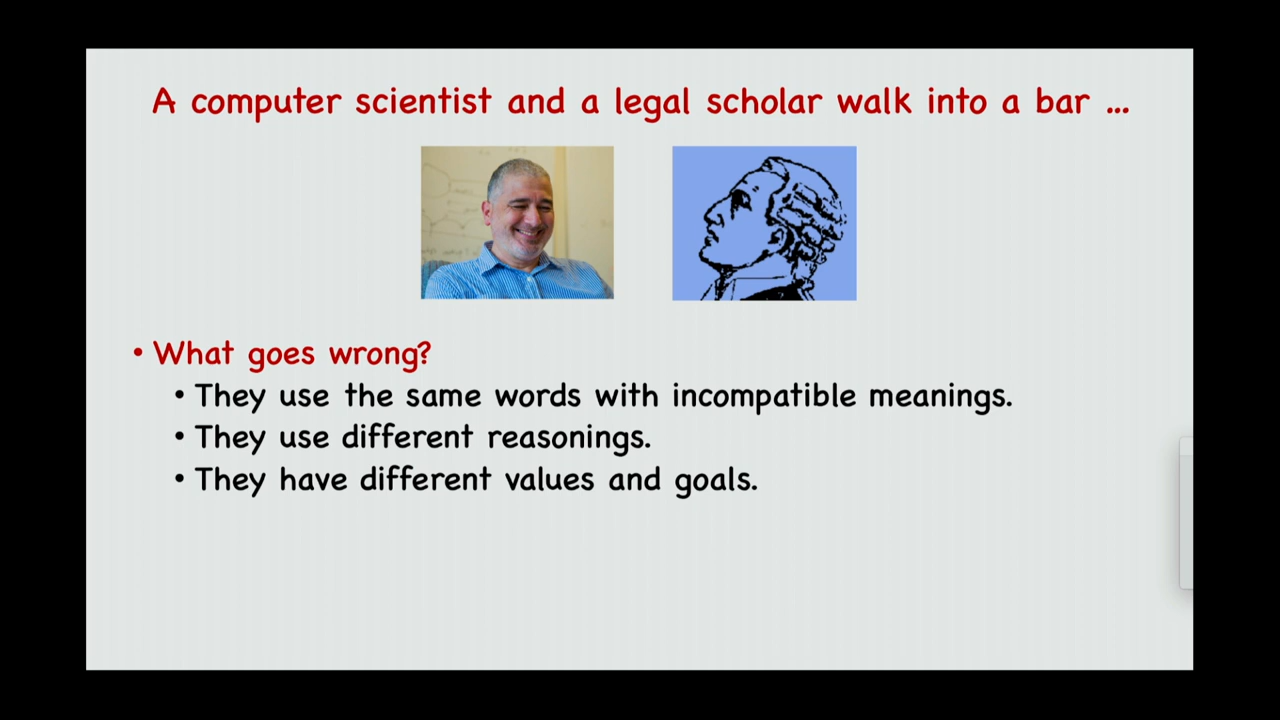 A computer scientist and a legal scholar walk into a bar ...
• What goes wrong?
• They use the same words with incompatible meanings.
• They use different reasonings.
• They have different values and goals.